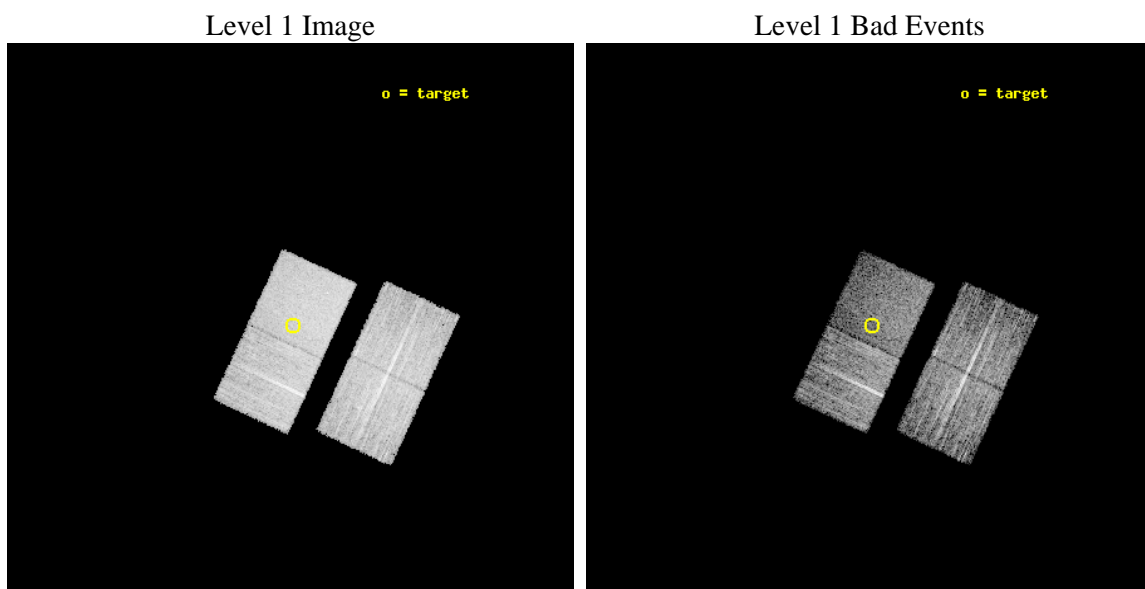 Level 1 Image
Level 1 Bad Events
o = target
o = target